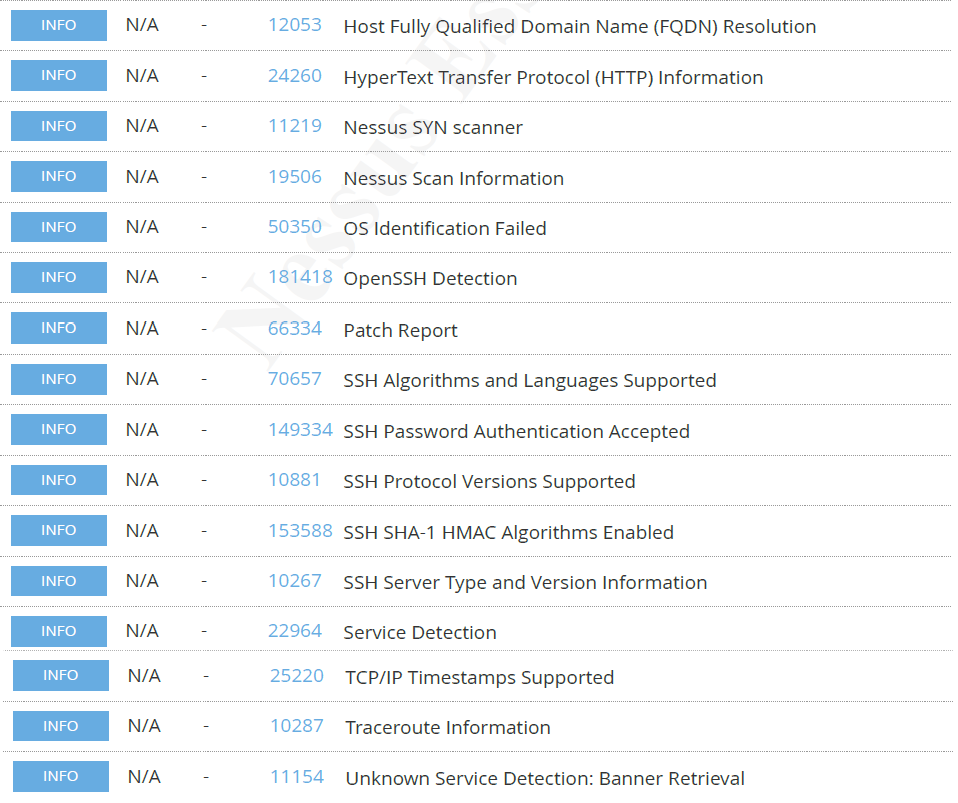 INFO N/A - 12053 Host Fully Qualified Domain Name (FQDN) Resolution
INFO N/A - 24260 HyperText Transfer Protocol (HTTP) Information
INFO N/A - 11219 Nessus SYN scanner
INFO N/A - 19506 Nessus Scan Information
INFO N/A - 50350 OS Identification Failed
INFO N/A - 181418 OpenSSH Detection
INFO N/A - 66334 Patch Report
INFO N/A - 70657 SSH Algorithms and Languages Supported
INFO N/A - 149334 SSH Password Authentication Accepted
INFO N/A - 10881 SSH Protocol Versions Supported
INFO N/A - 153588 SSH SHA-1 HMAC Algorithms Enabled
INFO N/A - 10267 SSH Server Type and Version Information
INFO N/A - 22964 Service Detection
INFO N/A - 25220 TCP/IP Timestamps Supported
INFO N/A - 10287 Traceroute Information
INFO N/A - 11154 Unknown Service Detection: Banner Retrieval
Nessus